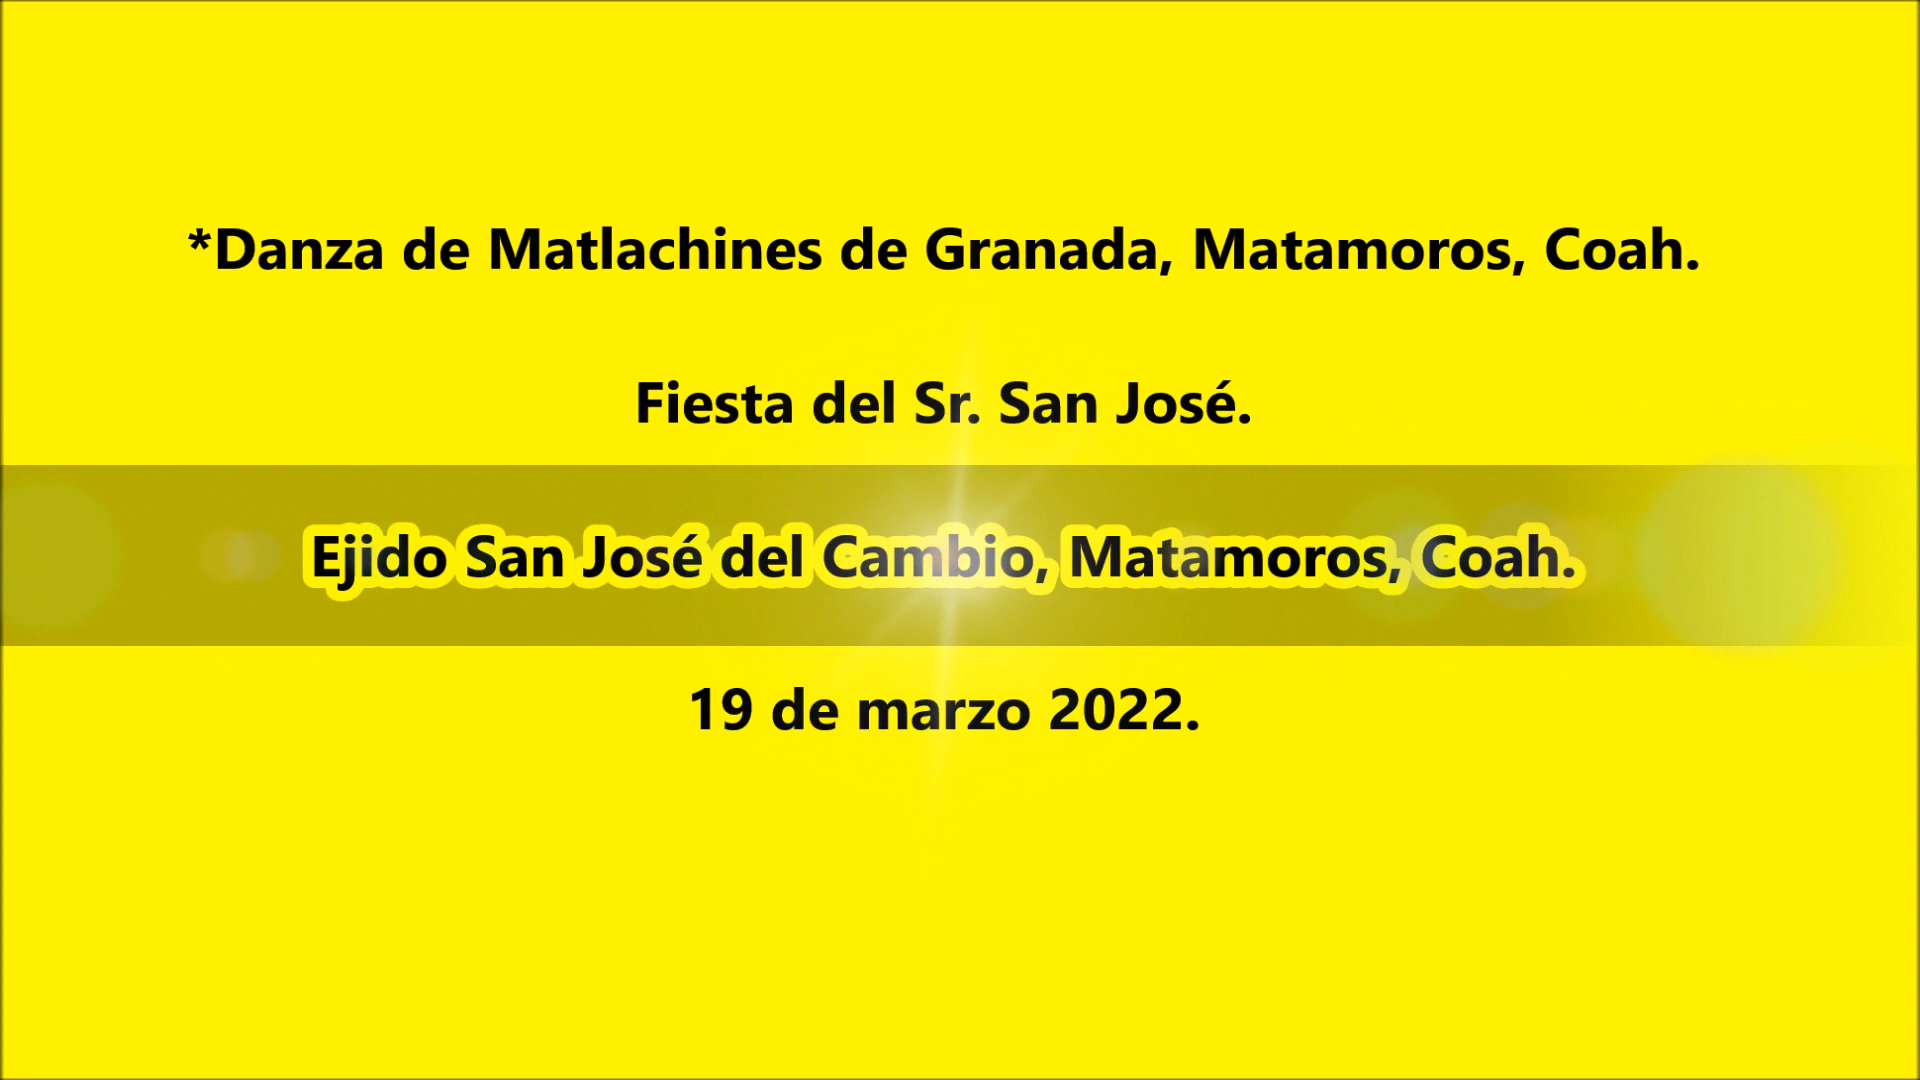 *Danza de Matlachines de Granada, Matamoros, Coah.
Fiesta del Sr. San José.
Ejido San José del Cambio, Matamoros, Coah.
19 de marzo 2022.